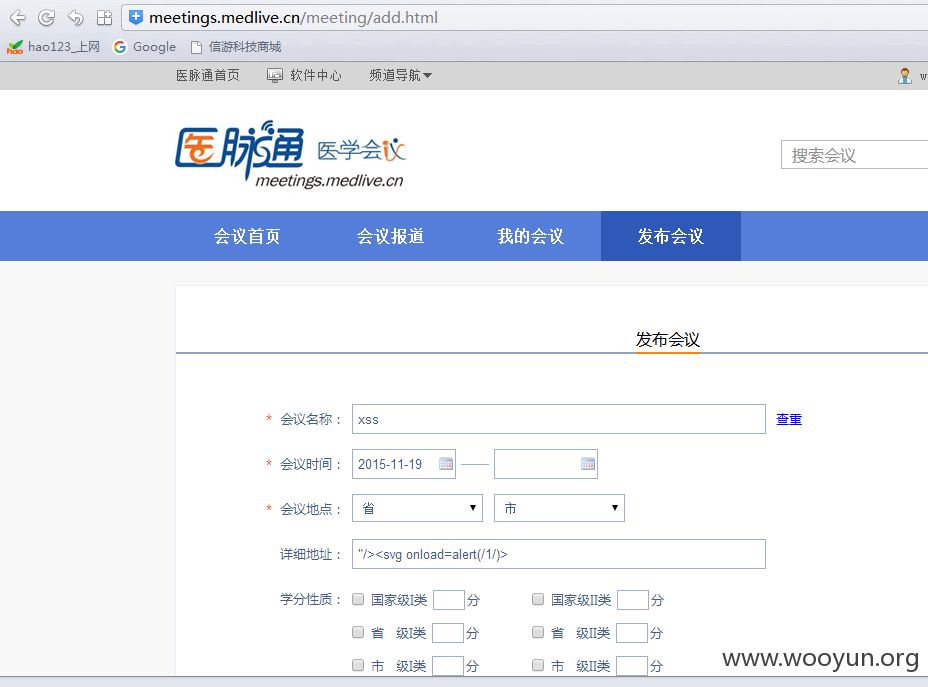 meetings.medlive.cn/meeting/add.html
hao123_上网 Google 信游科技商城
医脉通首页 软件中心 频道导航 w
医脉通 医学会议
meetings.medlive.cn
搜索会议
会议首页 会议报道 我的会议 发布会议
发布会议
* 会议名称： xss 查重
* 会议时间： 2015-11-19
* 会议地点： 省 市
详细地址： "/><svg onload=alert(/1/)>
学分性质： 国家级I类 分 国家级II类 分
省 级I类 分 省 级II类 分
市 级I类 分 市 级II类 分
www.wooyun.org